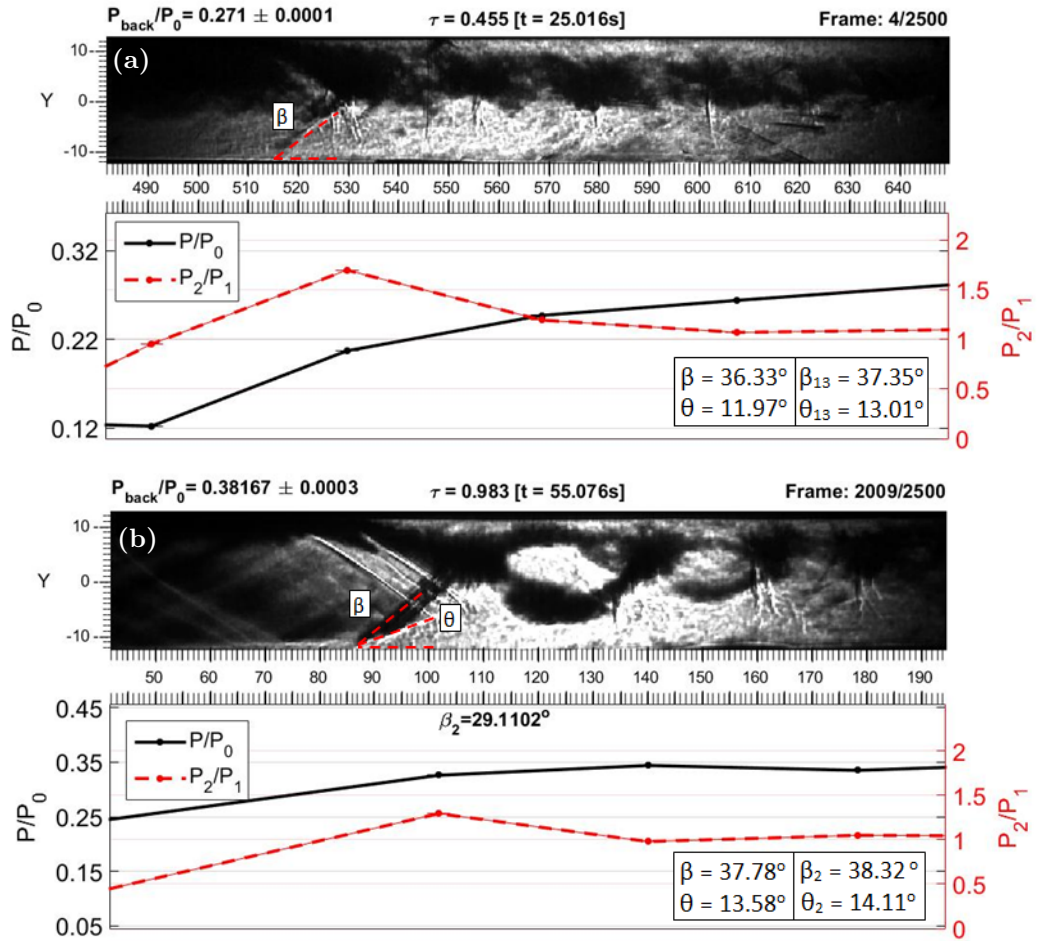 P_back/P_0 = 0.271 ± 0.0001 τ = 0.455 [t = 25.016s] Frame: 4/2500
(a)
10
Y 0
-10
β
490 500 510 520 530 540 550 560 570 580 590 600 610 620 630 640
P/P_0
P_2/P_1
0.32
0.22
0.12
P/P_0
2
1.5
1
0.5
0
P_2/P_1
β = 36.33° β_13 = 37.35°
θ = 11.97° θ_13 = 13.01°
P_back/P_0 = 0.38167 ± 0.0003 τ = 0.983 [t = 55.076s] Frame: 2009/2500
(b)
10
Y 0
-10
β
θ
50 60 70 80 90 100 110 120 130 140 150 160 170 180 190
β_2=29.1102°
P/P_0
P_2/P_1
0.45
0.35
0.25
0.15
0.05
P/P_0
2
1.5
1
0.5
0
P_2/P_1
β = 37.78° β_2 = 38.32°
θ = 13.58° θ_2 = 14.11°